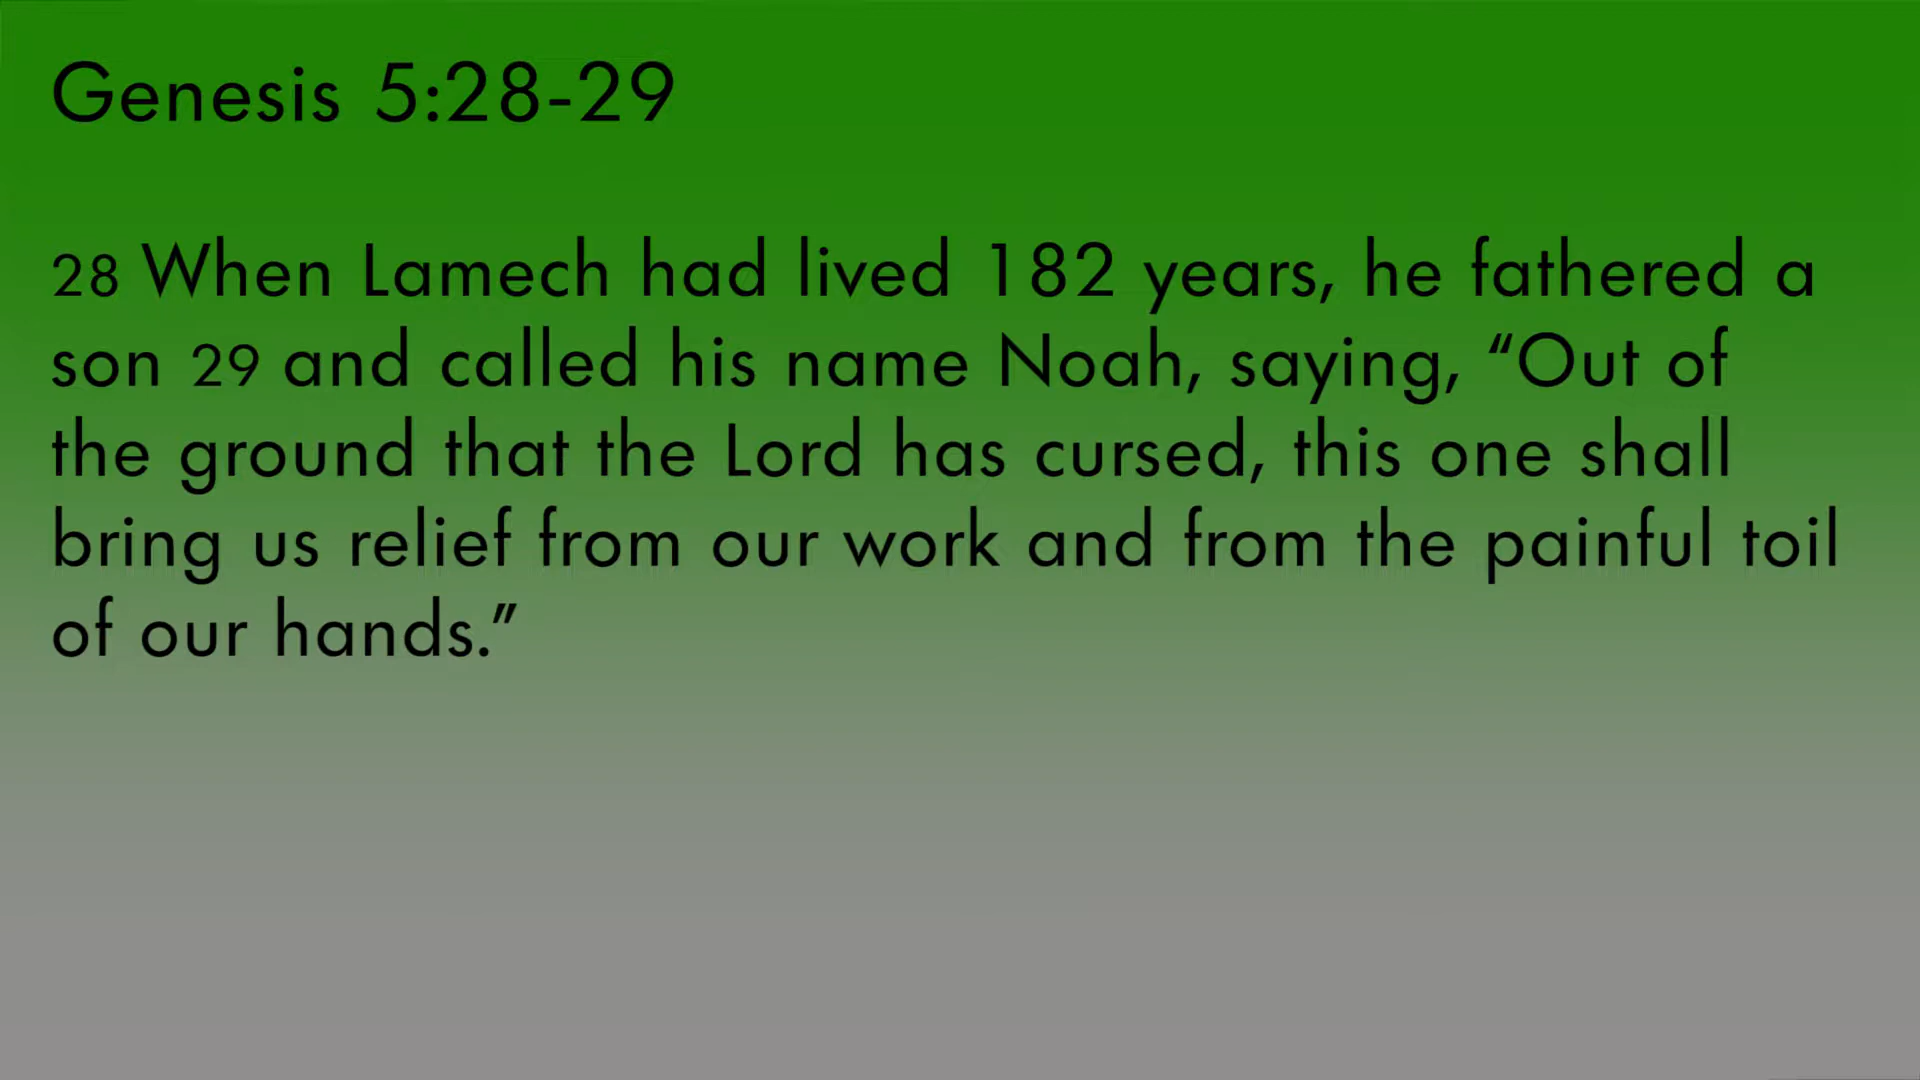 Genesis 5:28-29
28 When Lamech had lived 182 years, he fathered a
son 29 and called his name Noah, saying, “Out of
the ground that the Lord has cursed, this one shall
bring us relief from our work and from the painful toil
of our hands.”